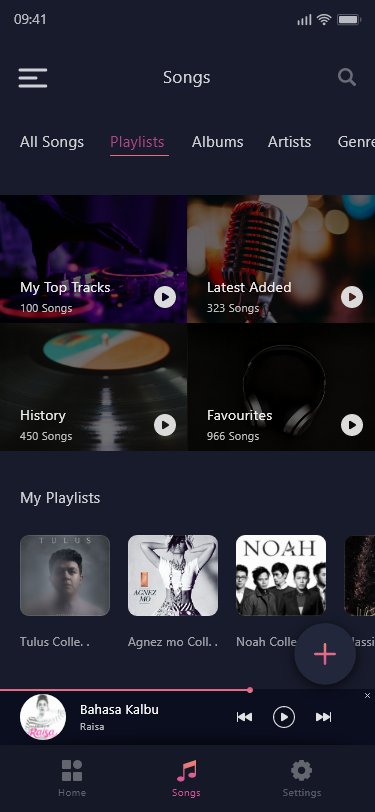 09:41
Songs
All Songs
Playlists
Albums
Artists
Genre
My Top Tracks
100 Songs
Latest Added
323 Songs
History
450 Songs
Favourites
966 Songs
My Playlists
TULUS
AGNEZ
MO
NOAH
Tulus Colle. .
Agnez mo Coll. .
Noah Colle
lassi
Raisa
Bahasa Kalbu
Raisa
Home
Songs
Settings